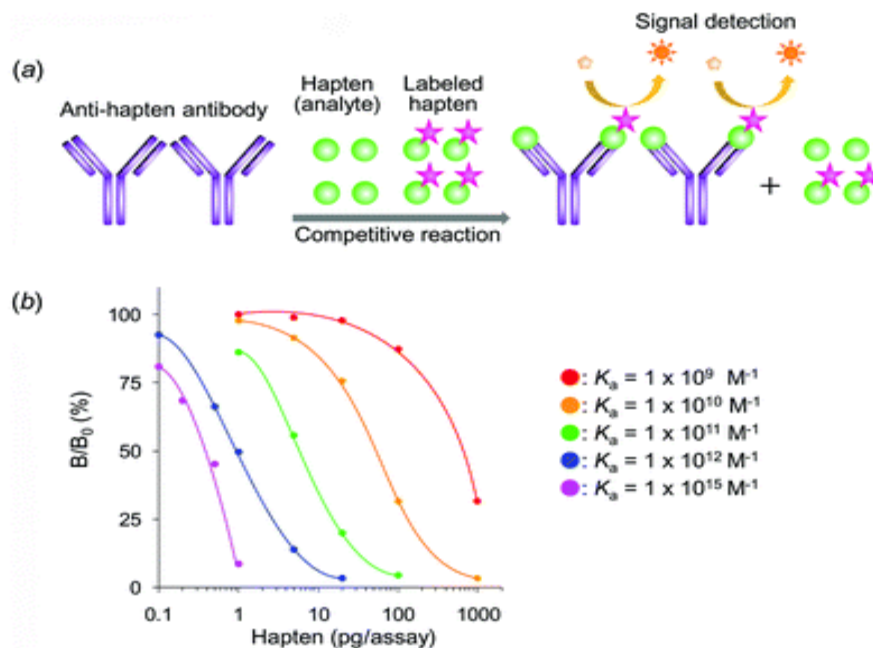 Signal detection
(a)
Hapten
(analyte)
Labeled
hapten
Anti-hapten antibody
+
Competitive reaction
(b)
100
75
50
25
0
B/B₀ (%)
0.1 1 10 100 1000
Hapten (pg/assay)
: Kₐ = 1 x 10⁹ M⁻¹
: Kₐ = 1 x 10¹⁰ M⁻¹
: Kₐ = 1 x 10¹¹ M⁻¹
: Kₐ = 1 x 10¹² M⁻¹
: Kₐ = 1 x 10¹⁵ M⁻¹